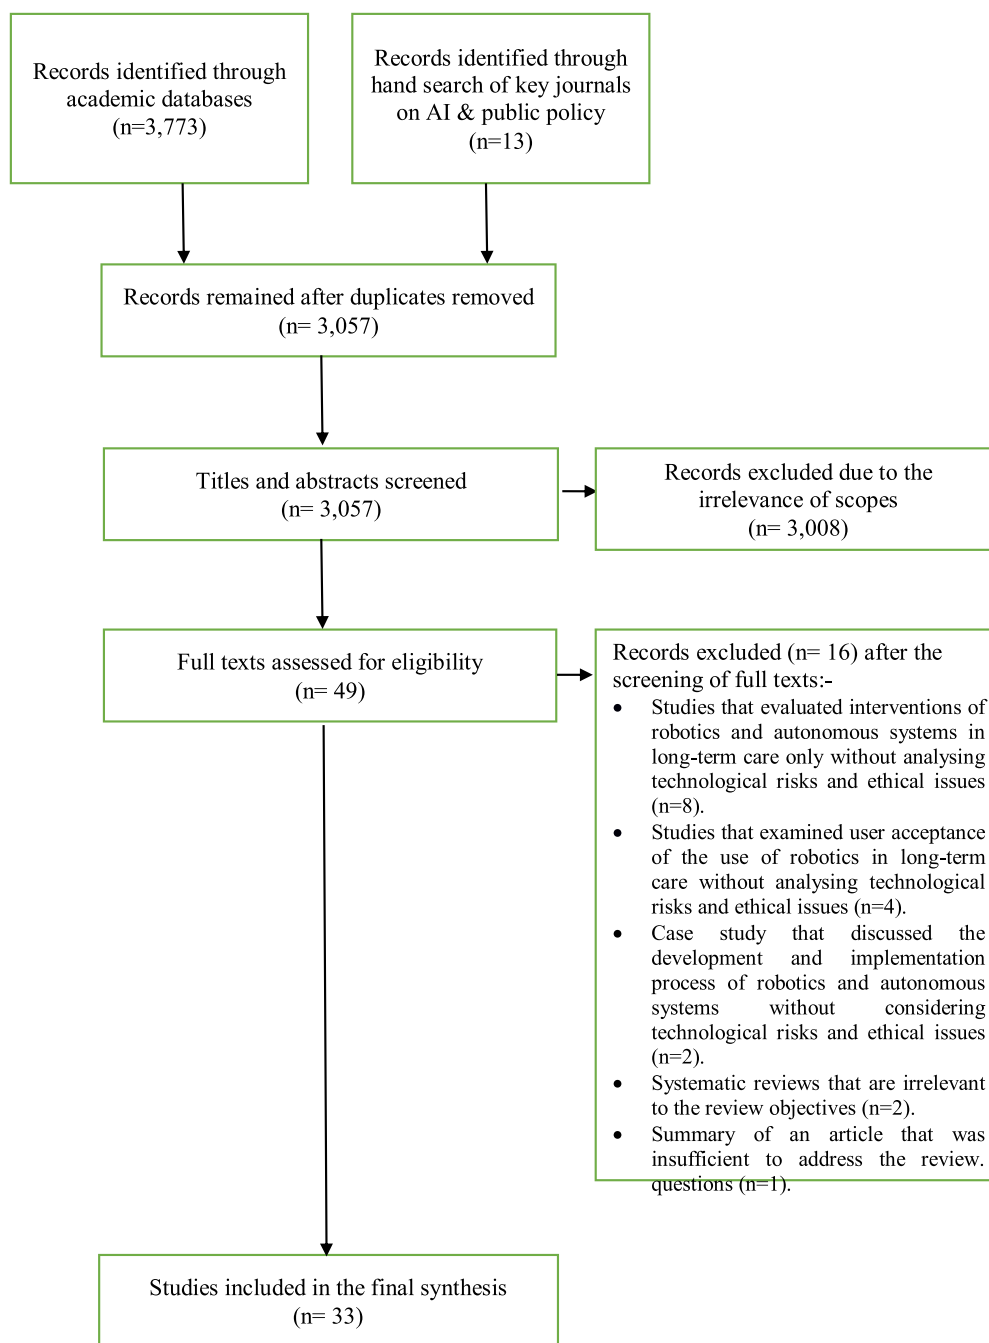 Records identified through
academic databases
(n=3,773)
Records identified through
hand search of key journals
on AI & public policy
(n=13)
Records remained after duplicates removed
(n= 3,057)
Titles and abstracts screened
(n= 3,057)
Records excluded due to the
irrelevance of scopes
(n= 3,008)
Full texts assessed for eligibility
(n= 49)
Records excluded (n= 16) after the
screening of full texts:-
• Studies that evaluated interventions of
robotics and autonomous systems in
long-term care only without analysing
technological risks and ethical issues
(n=8).
• Studies that examined user acceptance
of the use of robotics in long-term
care without analysing technological
risks and ethical issues (n=4).
• Case study that discussed the
development and implementation
process of robotics and autonomous
systems without considering
technological risks and ethical issues
(n=2).
• Systematic reviews that are irrelevant
to the review objectives (n=2).
• Summary of an article that was
insufficient to address the review.
questions (n=1).
Studies included in the final synthesis
(n= 33)